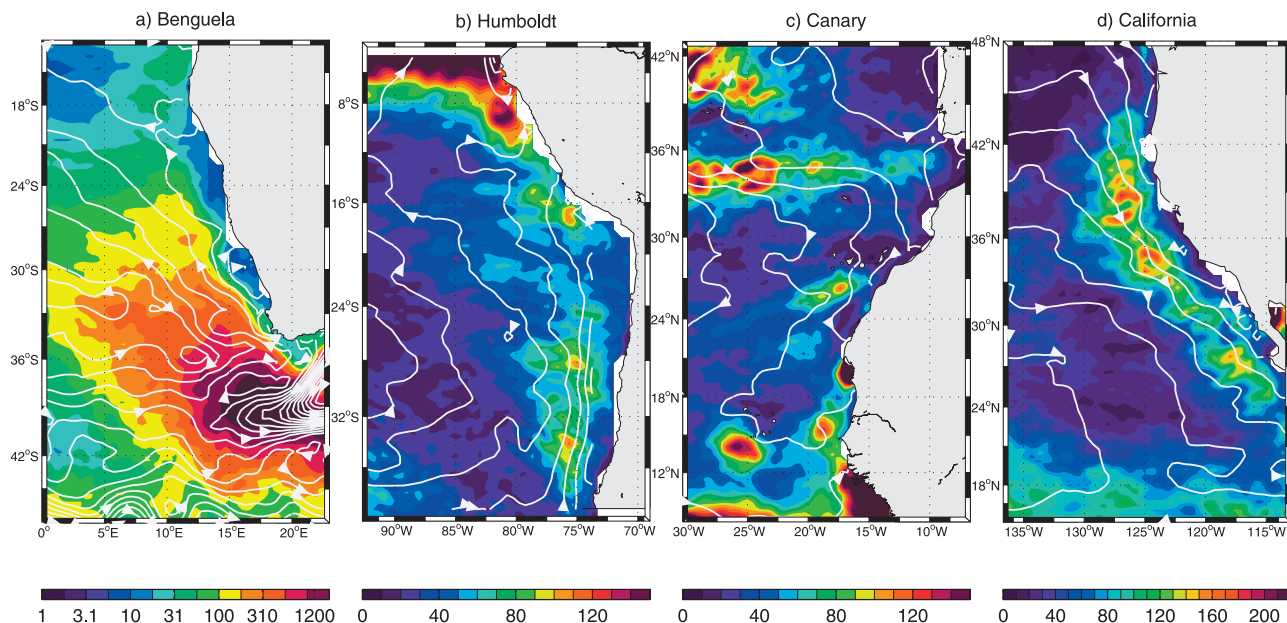 a) Benguela
b) Humboldt
c) Canary
d) California
18°S
24°S
30°S
36°S
42°S
0°
5°E
10°E
15°E
20°E
8°S
16°S
24°S
32°S
90°W
85°W
80°W
75°W
70°W
42°N
36°N
30°N
24°N
18°N
12°N
30°W
25°W
20°W
15°W
10°W
48°N
42°N
36°N
30°N
24°N
18°N
135°W
130°W
125°W
120°W
115°W
1 3.1 10 31 100 310 1200
0 40 80 120
0 40 80 120
0 40 80 120 160 200